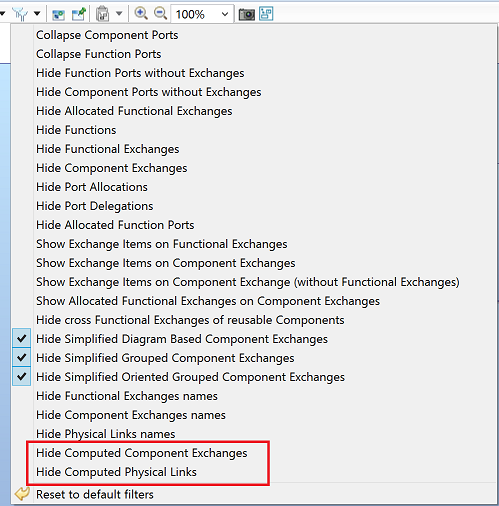 100%
Collapse Component Ports
Collapse Function Ports
Hide Function Ports without Exchanges
Hide Component Ports without Exchanges
Hide Allocated Functional Exchanges
Hide Functions
Hide Functional Exchanges
Hide Component Exchanges
Hide Port Allocations
Hide Port Delegations
Hide Allocated Function Ports
Show Exchange Items on Functional Exchanges
Show Exchange Items on Component Exchanges
Show Exchange Items on Component Exchange (without Functional Exchanges)
Show Allocated Functional Exchanges on Component Exchanges
Hide cross Functional Exchanges of reusable Components
Hide Simplified Diagram Based Component Exchanges
Hide Simplified Grouped Component Exchanges
Hide Simplified Oriented Grouped Component Exchanges
Hide Functional Exchanges names
Hide Component Exchanges names
Hide Physical Links names
Hide Computed Component Exchanges
Hide Computed Physical Links
Reset to default filters